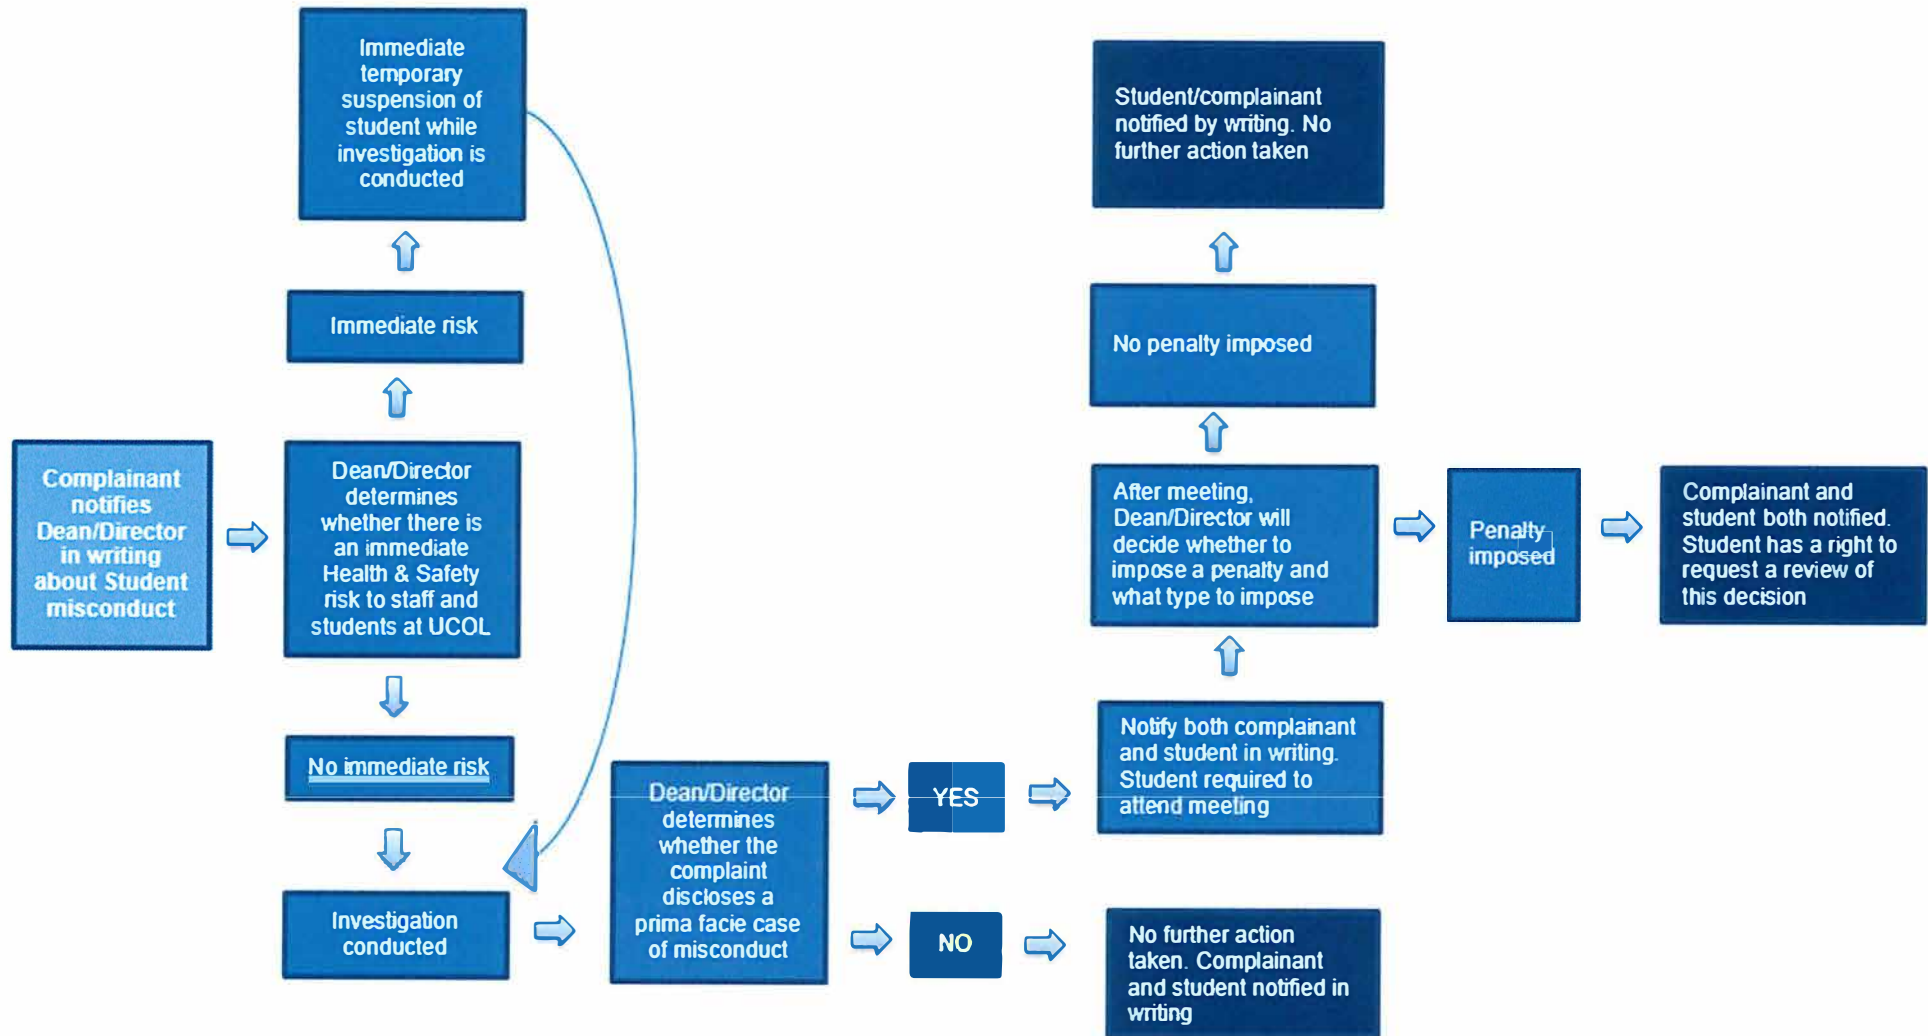 Immediate
temporary
suspension of
student while
investigation is
conducted
Immediate risk
Complainant
notifies
Dean/Director
in writing
about Student
misconduct
Dean/Director
determines
whether there is
an immediate
Health & Safety
risk to staff and
students at UCOL
No immediate risk
Investigation
conducted
Dean/Director
determines
whether the
complaint
discloses a
prima facie case
of misconduct
YES
NO
Notify both complainant
and student in writing.
Student required to
attend meeting
No further action
taken. Complainant
and student notified in
writing
After meeting,
Dean/Director will
decide whether to
impose a penalty and
what type to impose
No penalty imposed
Student/complainant
notified by writing. No
further action taken
Penalty
imposed
Complainant and
student both notified.
Student has a right to
request a review of
this decision